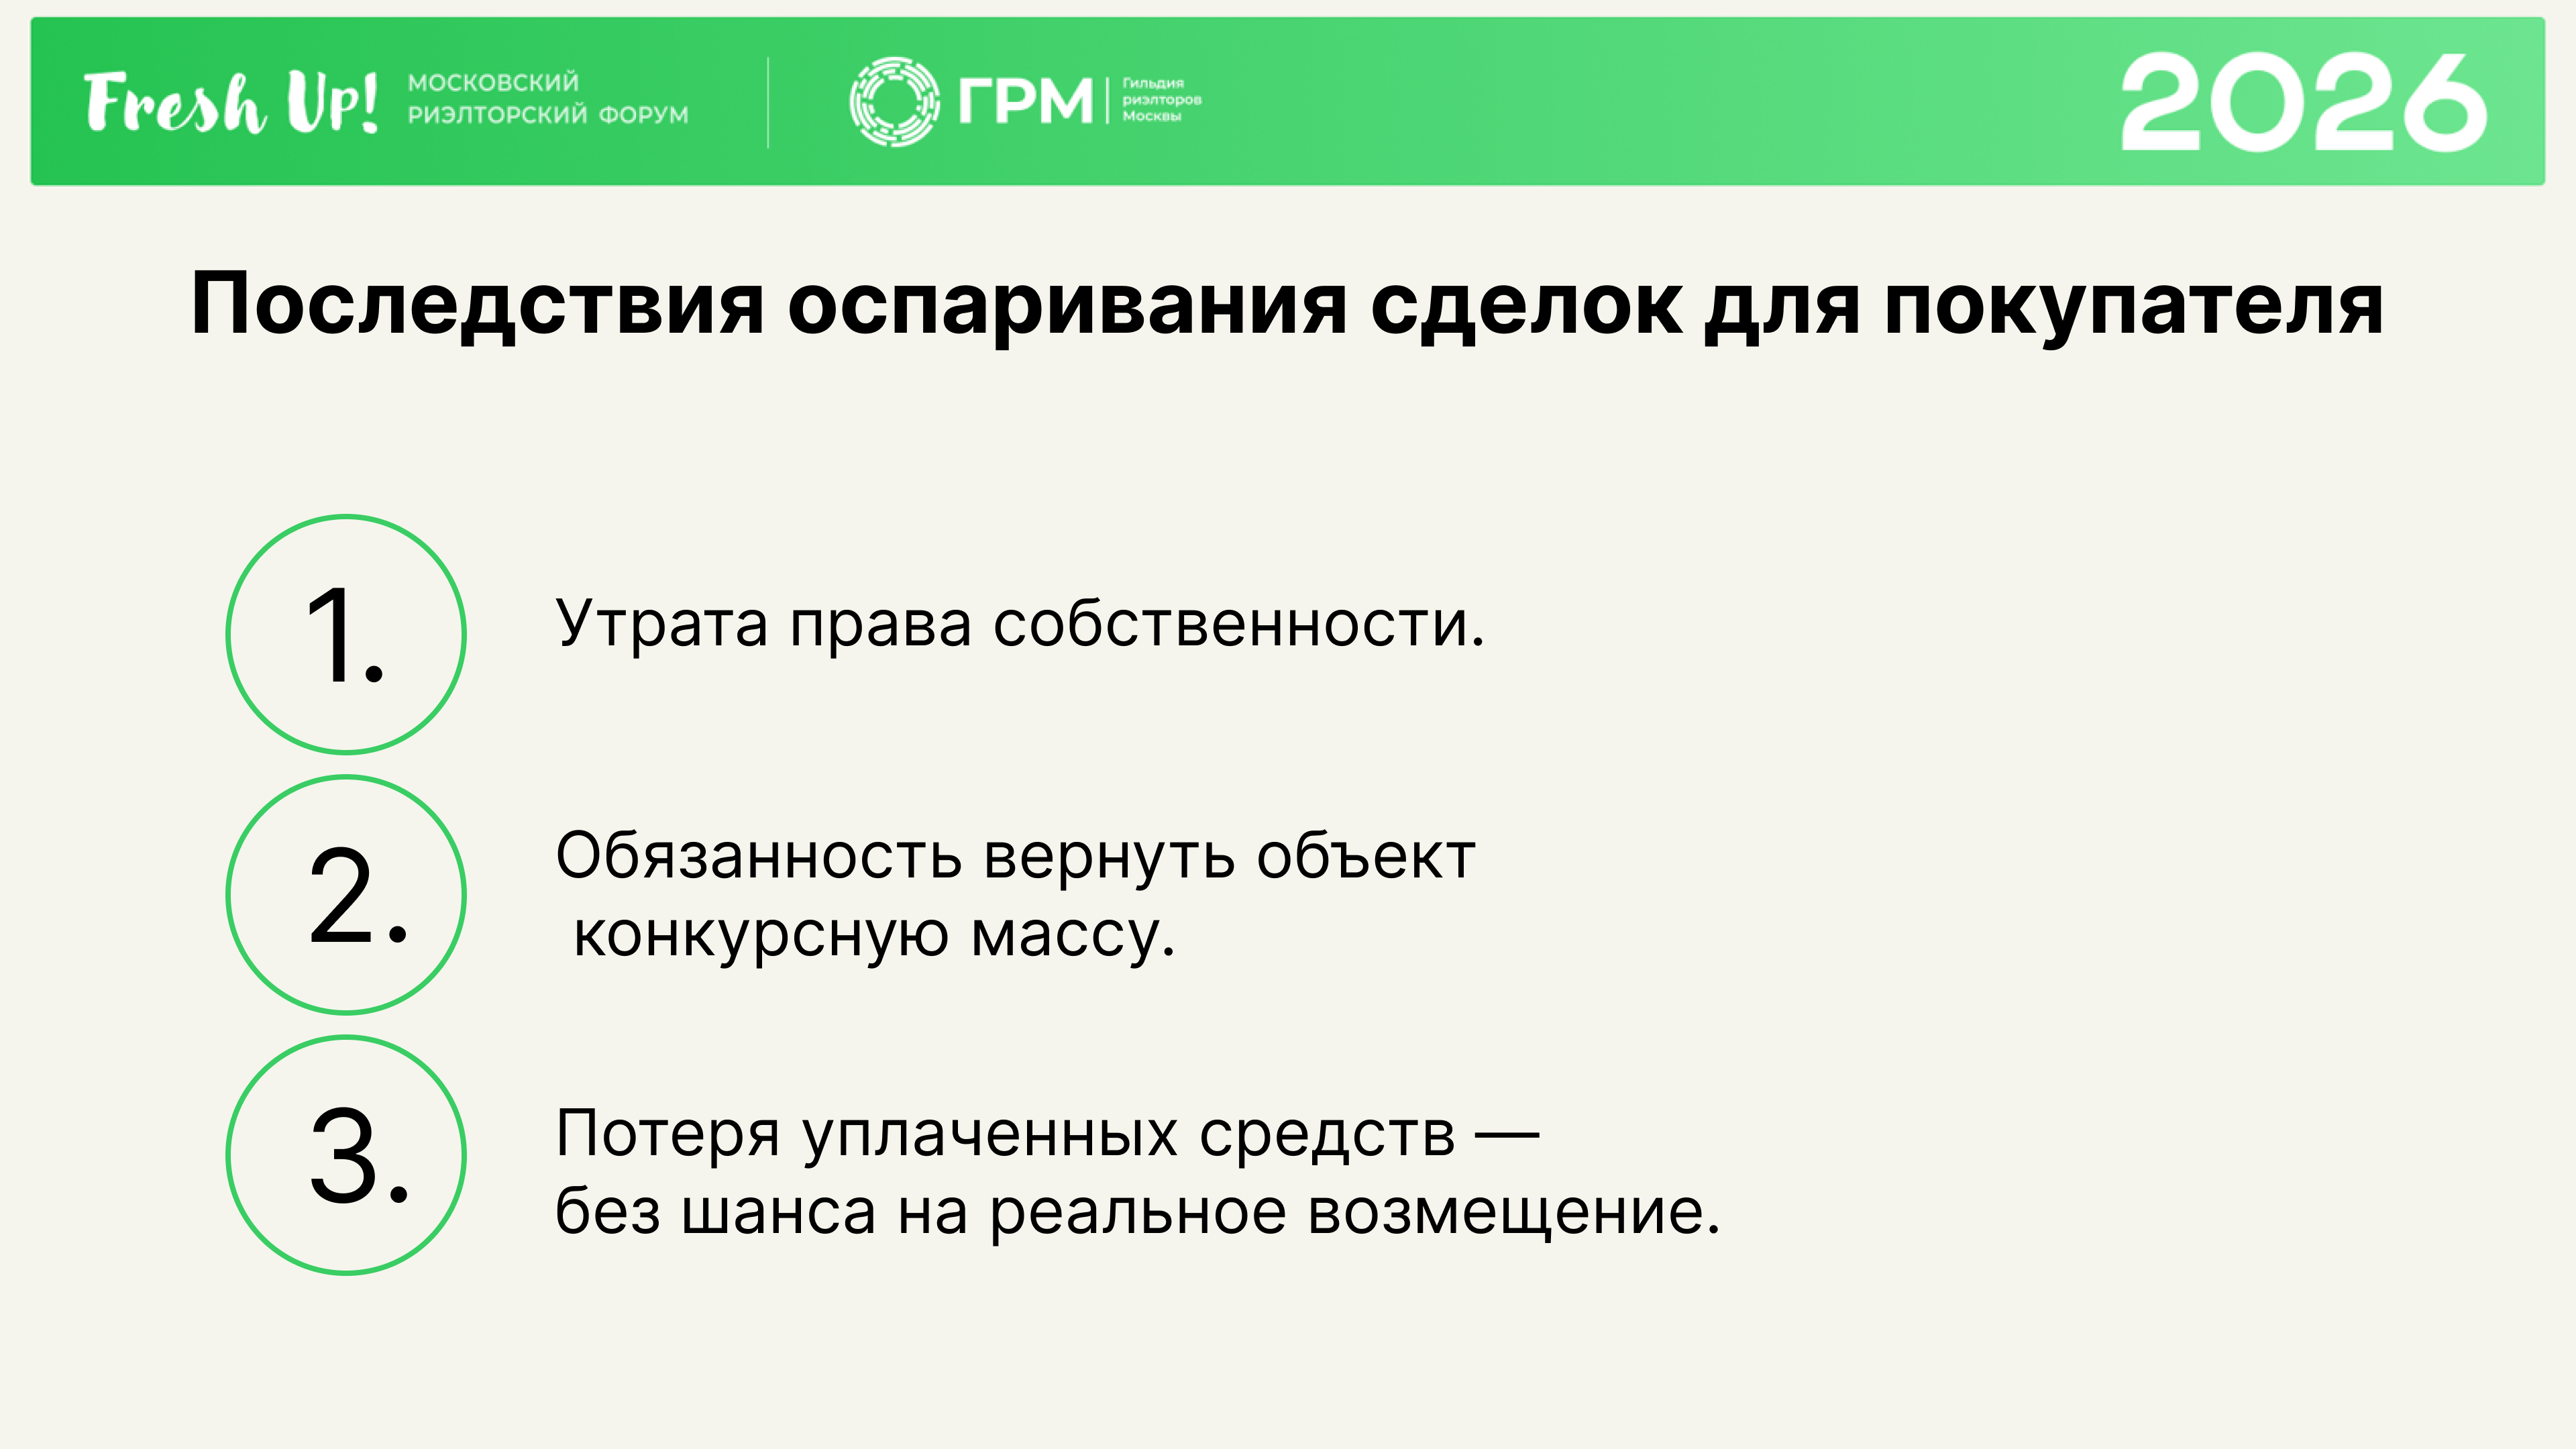 Fresh Up!
МОСКОВСКИЙ
РИЭЛТОРСКИЙ ФОРУМ
ГРМ
Гильдия
риэлторов
Москвы
2026
Последствия оспаривания сделок для покупателя
1.
Утрата права собственности.
2.
Обязанность вернуть объект
конкурсную массу.
3.
Потеря уплаченных средств —
без шанса на реальное возмещение.